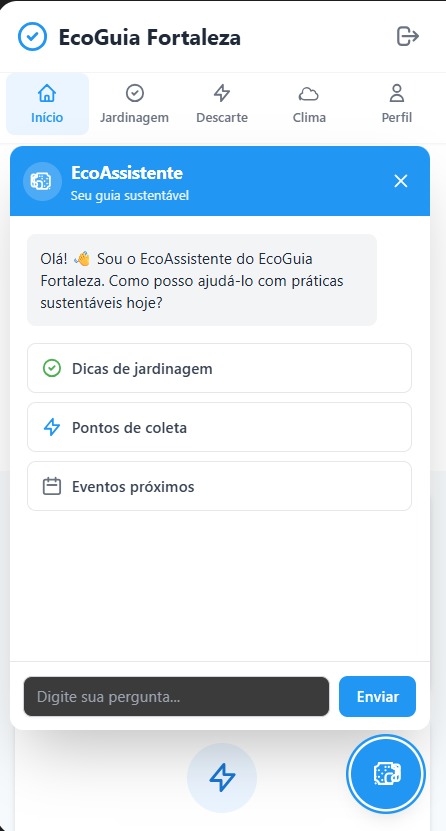 EcoGuia Fortaleza
Início
Jardinagem
Descarte
Clima
Perfil
EcoAssistente
Seu guia sustentável
Olá! 👋 Sou o EcoAssistente do EcoGuia
Fortaleza. Como posso ajudá-lo com práticas
sustentáveis hoje?
Dicas de jardinagem
Pontos de coleta
Eventos próximos
Digite sua pergunta...
Enviar